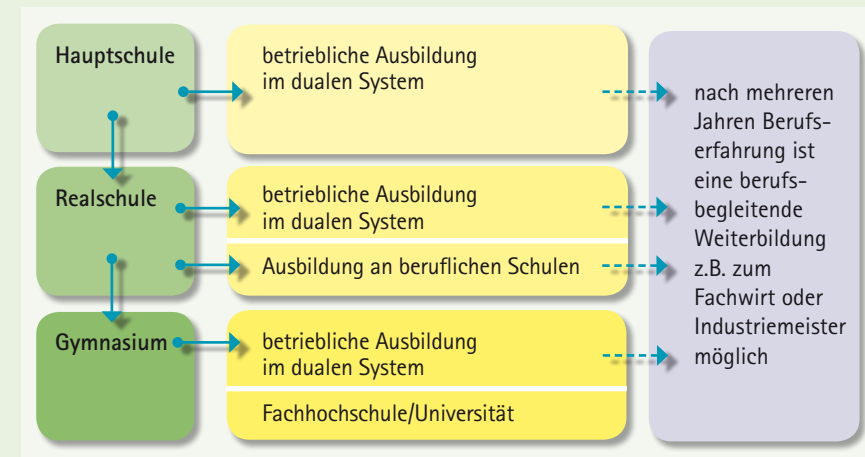 Hauptschule
betriebliche Ausbildung
im dualen System
Realschule
betriebliche Ausbildung
im dualen System
Ausbildung an beruflichen Schulen
Gymnasium
betriebliche Ausbildung
im dualen System
Fachhochschule/Universität
nach mehreren
Jahren Berufs-
erfahrung ist
eine berufs-
begleitende
Weiterbildung
z.B. zum
Fachwirt oder
Industriemeister
möglich